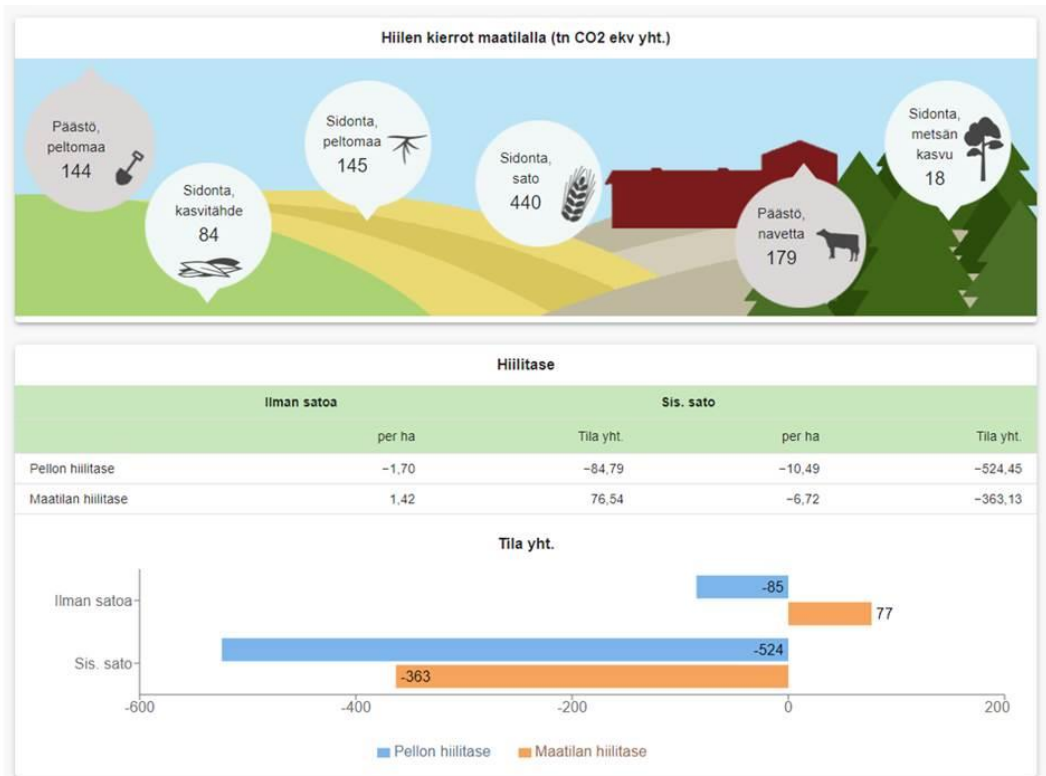 Hiilen kierrot maatilalla (tn CO2 ekv yht.)
Päästö,
peltomaa
144
Sidonta,
kasvitähde
84
Sidonta,
peltomaa
145
Sidonta,
sato
440
Päästö,
navetta
179
Sidonta,
metsän
kasvu
18
Hiilitase
Ilman satoa Sis. sato
per ha Tila yht. per ha Tila yht.
Pellon hiilitase −1,70 −84,79 −10,49 −524,45
Maatilan hiilitase 1,42 76,54 −6,72 −363,13
Tila yht.
Ilman satoa
-85
77
Sis. sato
-524
-363
-600 -400 -200 0 200
Pellon hiilitase Maatilan hiilitase